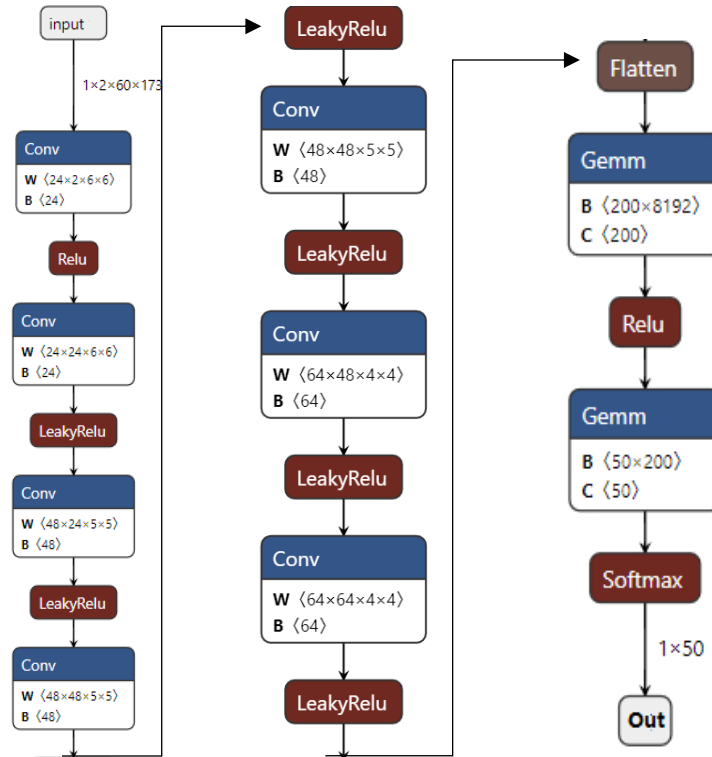 input
1×2×60×173
Conv
W ⟨24×2×6×6⟩
B ⟨24⟩
Relu
Conv
W ⟨24×24×6×6⟩
B ⟨24⟩
LeakyRelu
Conv
W ⟨48×24×5×5⟩
B ⟨48⟩
LeakyRelu
Conv
W ⟨48×48×5×5⟩
B ⟨48⟩
LeakyRelu
Conv
W ⟨48×48×5×5⟩
B ⟨48⟩
LeakyRelu
Conv
W ⟨64×48×4×4⟩
B ⟨64⟩
LeakyRelu
Conv
W ⟨64×64×4×4⟩
B ⟨64⟩
LeakyRelu
Flatten
Gemm
B ⟨200×8192⟩
C ⟨200⟩
Relu
Gemm
B ⟨50×200⟩
C ⟨50⟩
Softmax
1×50
Out